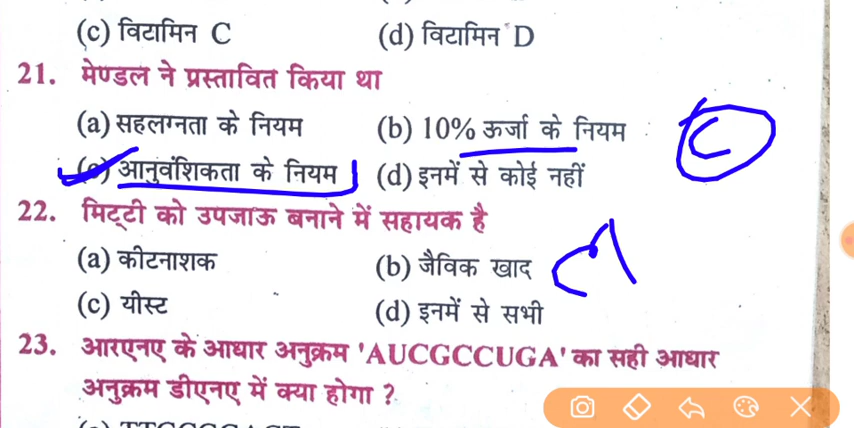 (c) विटामिन C (d) विटामिन D
21. मेण्डल ने प्रस्तावित किया था
(a) सहलग्नता के नियम (b) 10% ऊर्जा के नियम
(c) आनुवंशिकता के नियम (d) इनमें से कोई नहीं
C
22. मिट्टी को उपजाऊ बनाने में सहायक है
(a) कीटनाशक (b) जैविक खाद
(c) यीस्ट (d) इनमें से सभी
23. आरएनए के आधार अनुक्रम 'AUCGCCUGA' का सही आधार
अनुक्रम डीएनए में क्या होगा ?